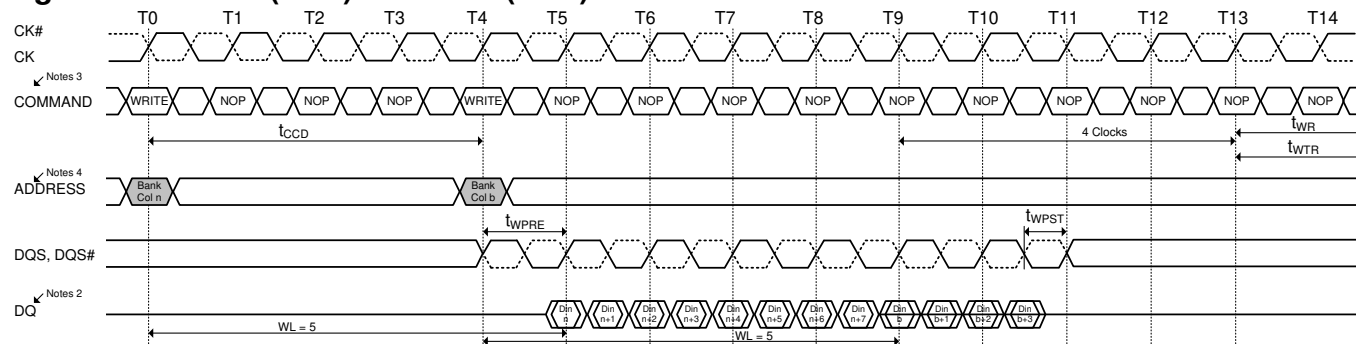 T0 T1 T2 T3 T4 T5 T6 T7 T8 T9 T10 T11 T12 T13 T14
CK#
CK
Notes 3
COMMAND WRITE NOP NOP NOP WRITE NOP NOP NOP NOP NOP NOP NOP NOP NOP NOP
tCCD 4 Clocks tWR
tWTR
Notes 4
ADDRESS Bank Col n Bank Col b
tWPRE tWPST
DQS, DQS#
Notes 2
DQ Din n Din n+1 Din n+2 Din n+3 Din n+4 Din n+5 Din n+6 Din n+7 Din b Din b+1 Din b+2 Din b+3
WL = 5 WL = 5